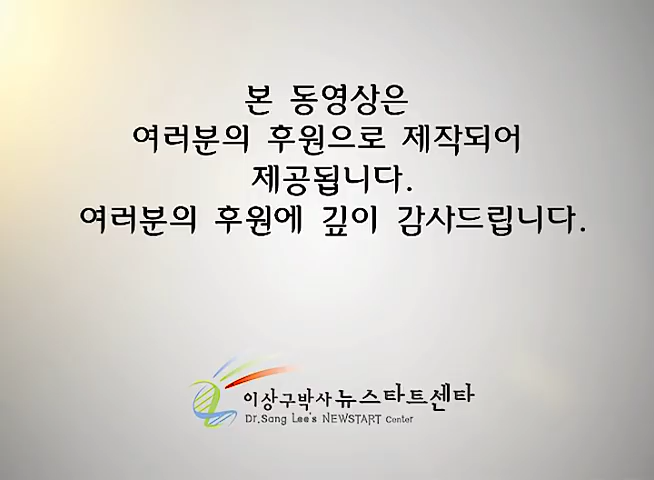 본 동영상은
여러분의 후원으로 제작되어
제공됩니다.
여러분의 후원에 깊이 감사드립니다.
이상구박사뉴스타트센타
Dr.Sang Lee's NEWSTART Center